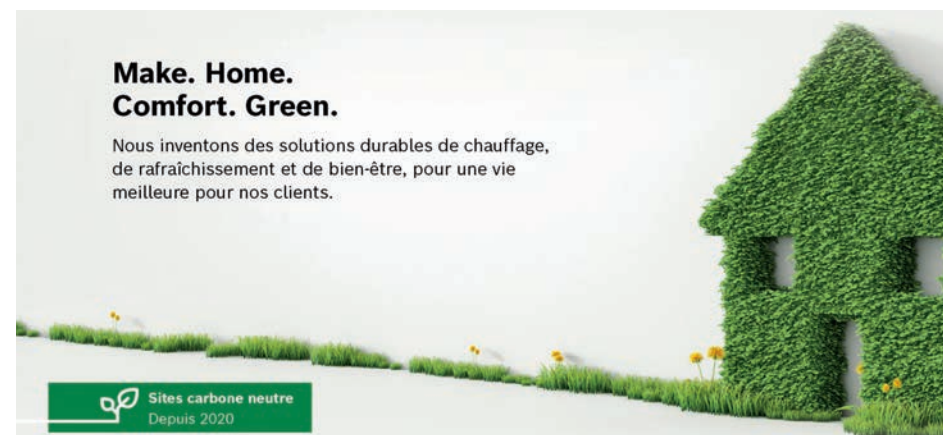 Make. Home.
Comfort. Green.
Nous inventons des solutions durables de chauffage,
de rafraîchissement et de bien-être, pour une vie
meilleure pour nos clients.
Sites carbone neutre
Depuis 2020